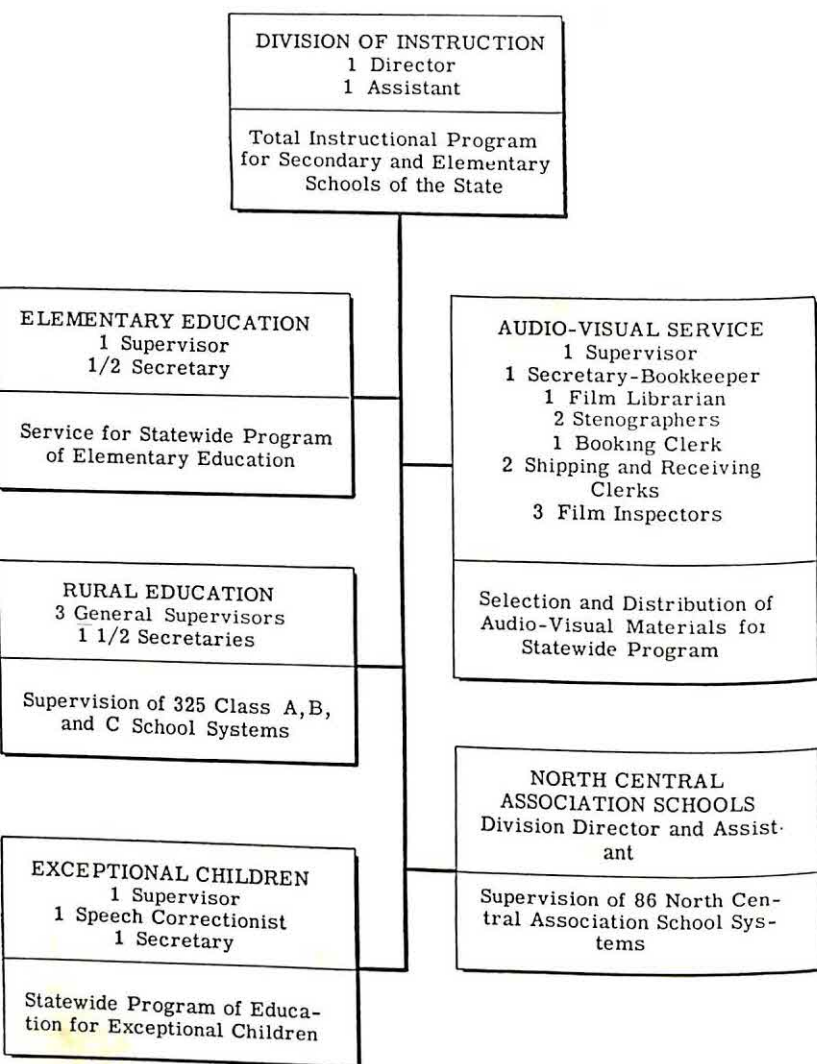 DIVISION OF INSTRUCTION
1 Director
1 Assistant
Total Instructional Program
for Secondary and Elementary
Schools of the State
ELEMENTARY EDUCATION
1 Supervisor
1/2 Secretary
Service for Statewide Program
of Elementary Education
RURAL EDUCATION
3 General Supervisors
1 1/2 Secretaries
Supervision of 325 Class A,B,
and C School Systems
EXCEPTIONAL CHILDREN
1 Supervisor
1 Speech Correctionist
1 Secretary
Statewide Program of Educa-
tion for Exceptional Children
AUDIO-VISUAL SERVICE
1 Supervisor
1 Secretary-Bookkeeper
1 Film Librarian
2 Stenographers
1 Booking Clerk
2 Shipping and Receiving
Clerks
3 Film Inspectors
Selection and Distribution of
Audio-Visual Materials for
Statewide Program
NORTH CENTRAL
ASSOCIATION SCHOOLS
Division Director and Assist-
ant
Supervision of 86 North Cen-
tral Association School Sys-
tems